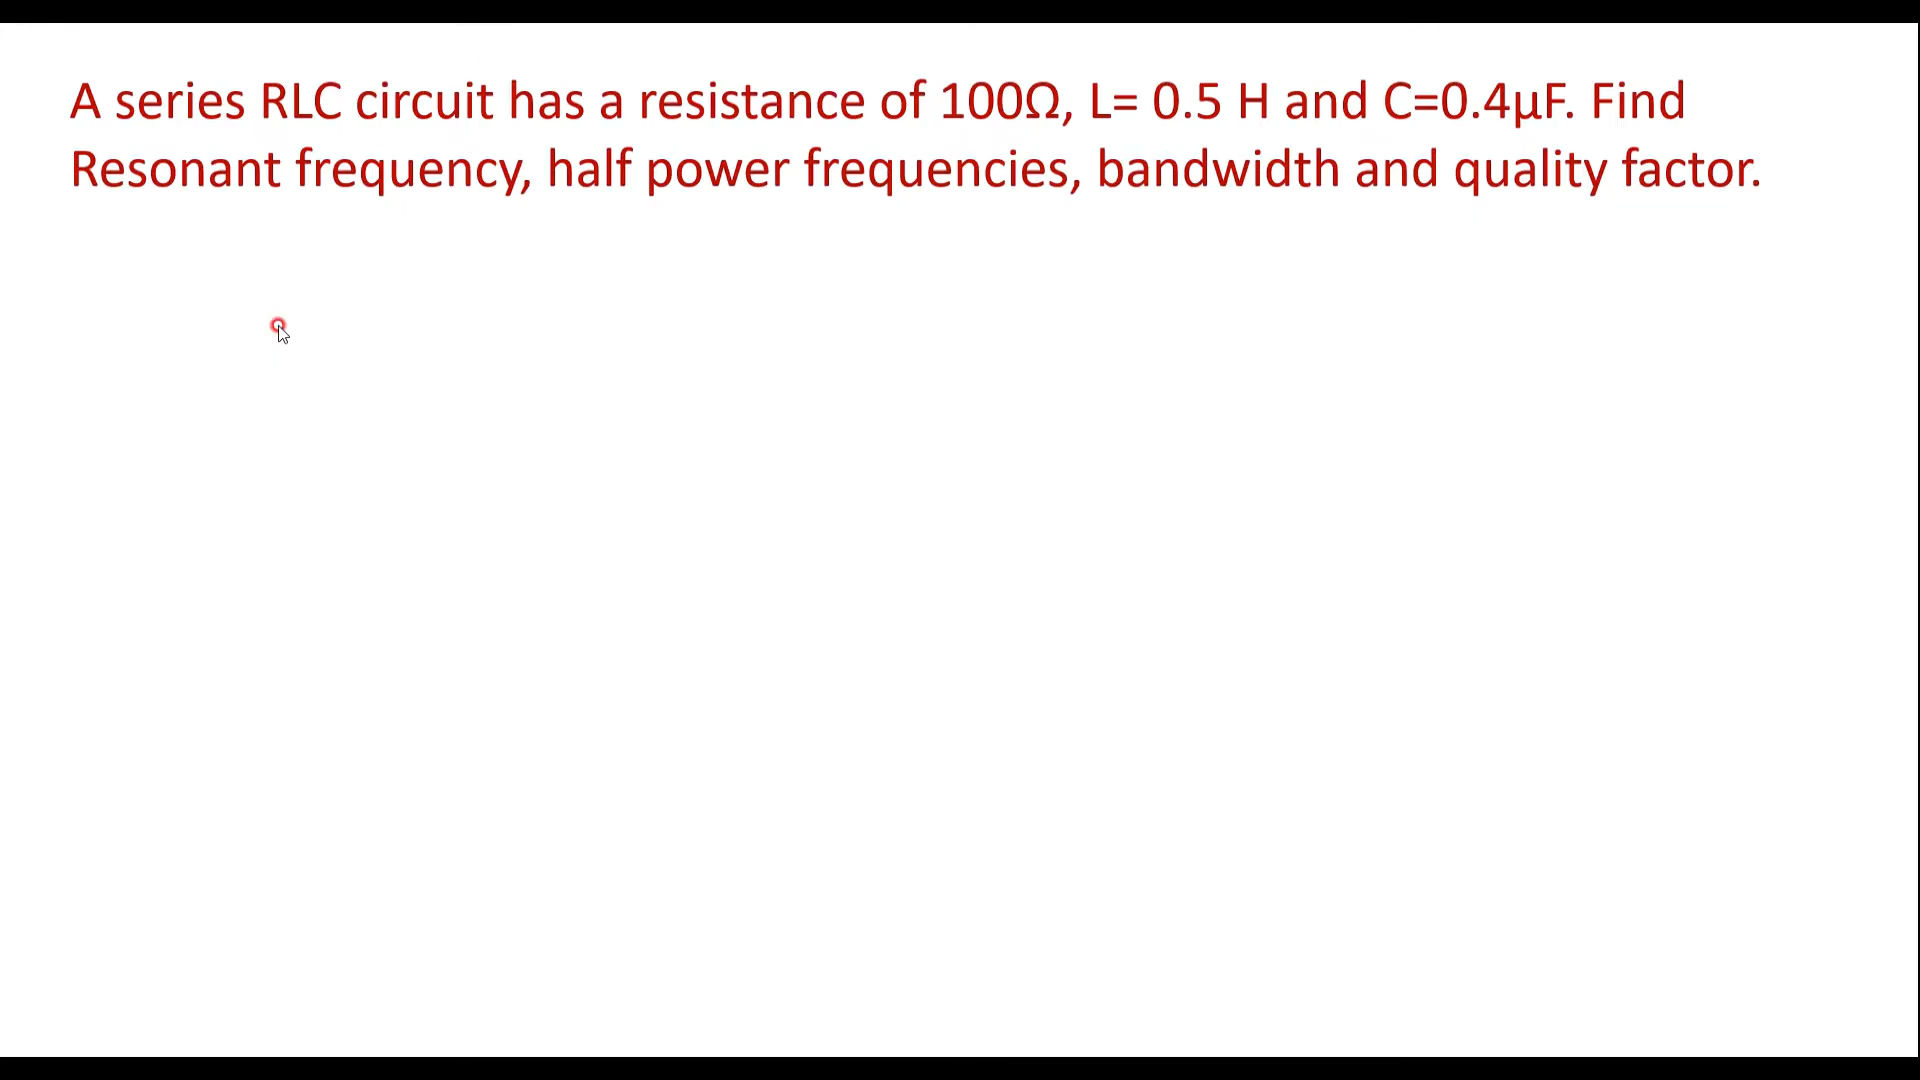 A series RLC circuit has a resistance of 100Ω, L= 0.5 H and C=0.4µF. Find
Resonant frequency, half power frequencies, bandwidth and quality factor.